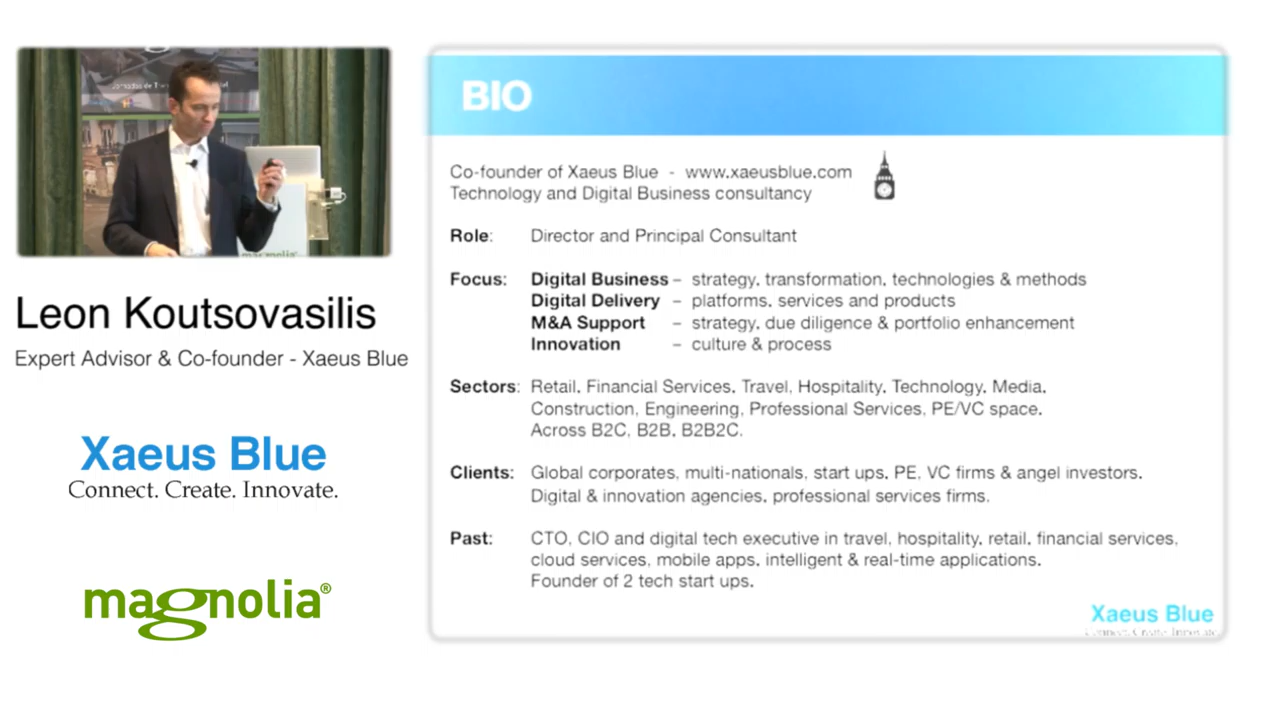 Jornadas de
magnolia
Leon Koutsovasilis
Expert Advisor & Co-founder - Xaeus Blue
Xaeus Blue
Connect. Create. Innovate.
magnolia®
BIO
Co-founder of Xaeus Blue - www.xaeusblue.com
Technology and Digital Business consultancy
Role: Director and Principal Consultant
Focus: Digital Business – strategy, transformation, technologies & methods
Digital Delivery – platforms, services and products
M&A Support – strategy, due diligence & portfolio enhancement
Innovation – culture & process
Sectors: Retail, Financial Services, Travel, Hospitality, Technology, Media,
Construction, Engineering, Professional Services, PE/VC space.
Across B2C, B2B, B2B2C.
Clients: Global corporates, multi-nationals, start ups, PE, VC firms & angel investors.
Digital & innovation agencies, professional services firms.
Past: CTO, CIO and digital tech executive in travel, hospitality, retail, financial services,
cloud services, mobile apps, intelligent & real-time applications.
Founder of 2 tech start ups.
Xaeus Blue
Connect. Create. Innovate.